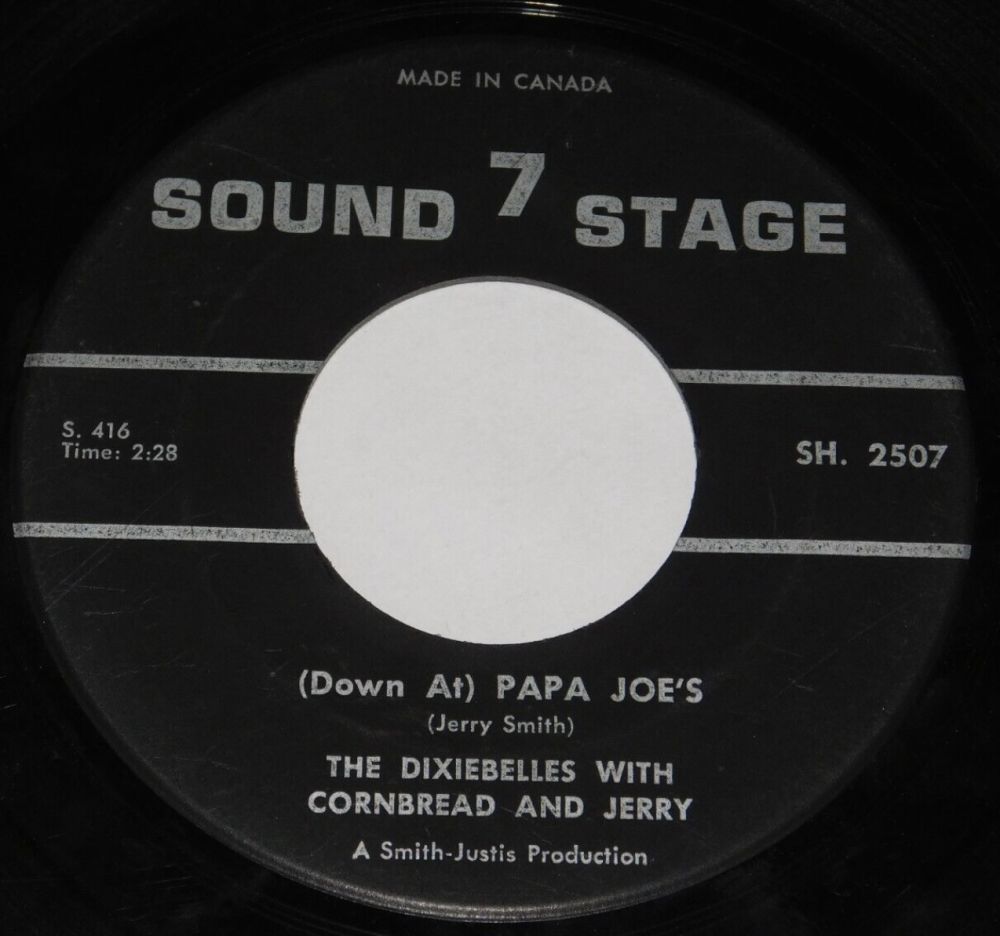 MADE IN CANADA
SOUND 7 STAGE
S. 416
Time: 2:28
SH. 2507
(Down At) PAPA JOE'S
(Jerry Smith)
THE DIXIEBELLES WITH
CORNBREAD AND JERRY
A Smith-Justis Production